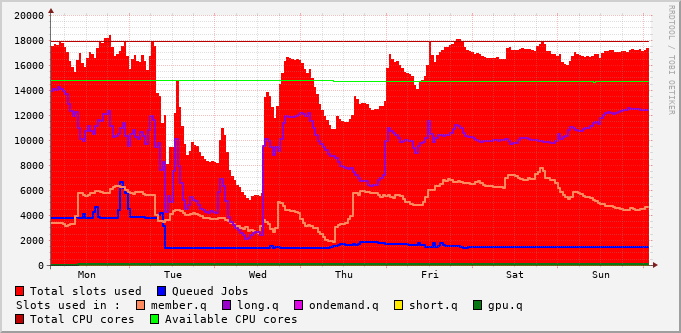 20000
18000
16000
14000
12000
10000
8000
6000
4000
2000
0
Mon Tue Wed Thu Fri Sat Sun
RRDTOOL / TOBI OETIKER
Total slots used Queued Jobs
Slots used in : member.q long.q ondemand.q short.q gpu.q
Total CPU cores Available CPU cores